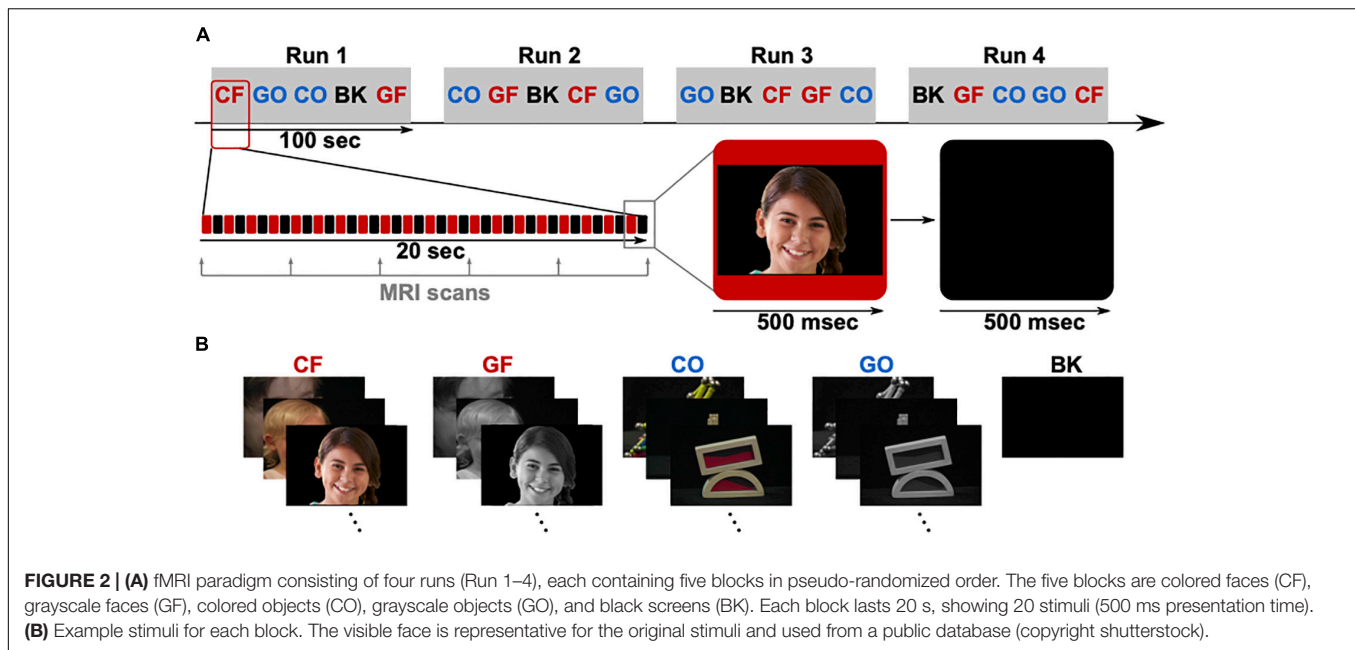 A
Run 1 Run 2 Run 3 Run 4
CF GO CO BK GF CO GF BK CF GO GO BK CF GF CO BK GF CO GO CF
100 sec
20 sec
MRI scans
500 msec 500 msec
B
CF GF CO GO BK
FIGURE 2 | (A) fMRI paradigm consisting of four runs (Run 1–4), each containing five blocks in pseudo-randomized order. The five blocks are colored faces (CF),
grayscale faces (GF), colored objects (CO), grayscale objects (GO), and black screens (BK). Each block lasts 20 s, showing 20 stimuli (500 ms presentation time).
(B) Example stimuli for each block. The visible face is representative for the original stimuli and used from a public database (copyright shutterstock).